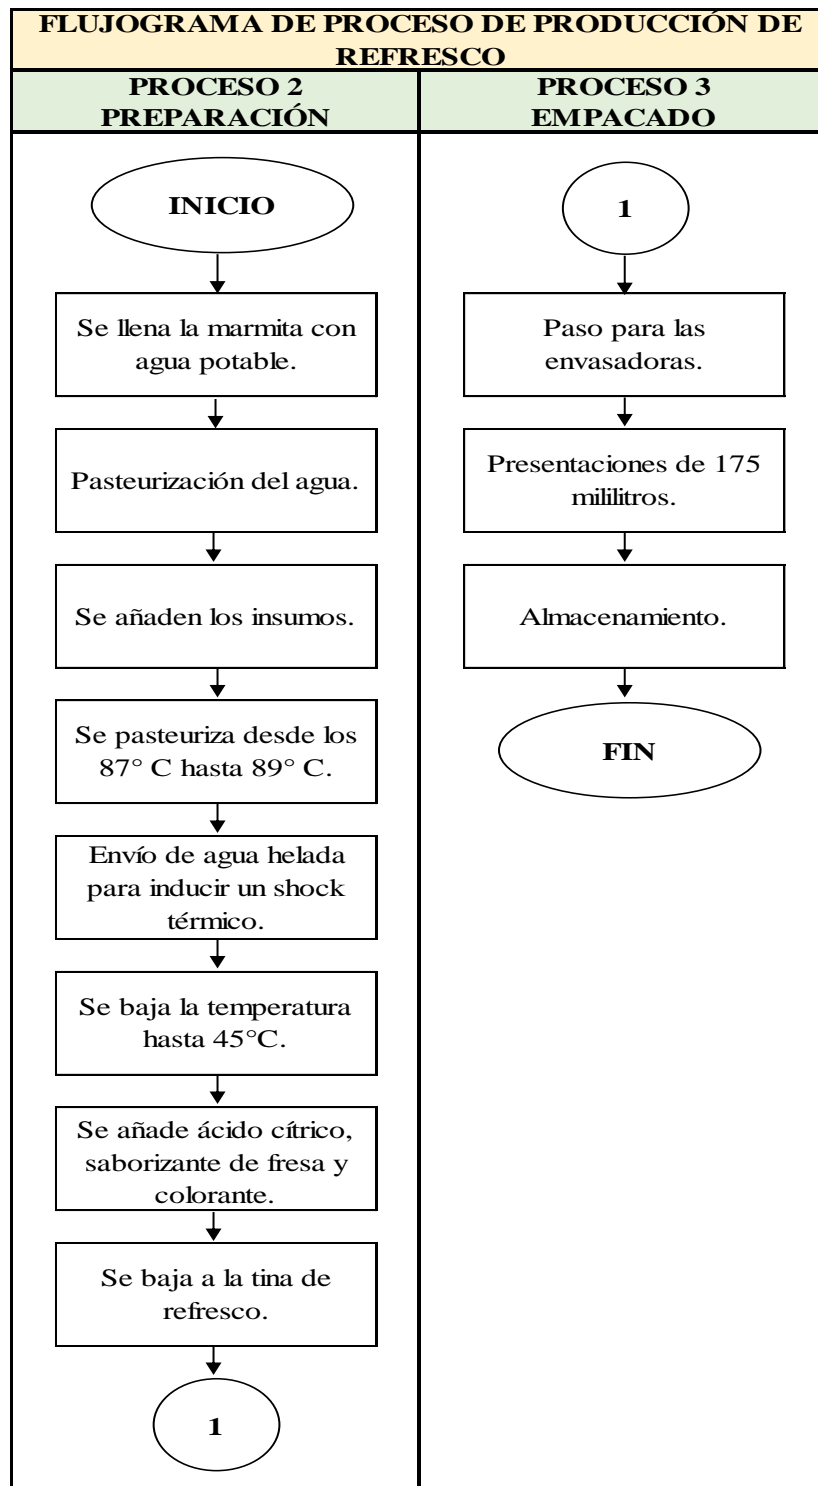 FLUJOGRAMA DE PROCESO DE PRODUCCIÓN DE
REFRESCO
PROCESO 2
PREPARACIÓN
INICIO
Se llena la marmita con
agua potable.
Pasteurización del agua.
Se añaden los insumos.
Se pasteuriza desde los
87° C hasta 89° C.
Envío de agua helada
para inducir un shock
térmico.
Se baja la temperatura
hasta 45°C.
Se añade ácido cítrico,
saborizante de fresa y
colorante.
Se baja a la tina de
refresco.
1
PROCESO 3
EMPACADO
1
Paso para las
envasadoras.
Presentaciones de 175
mililitros.
Almacenamiento.
FIN